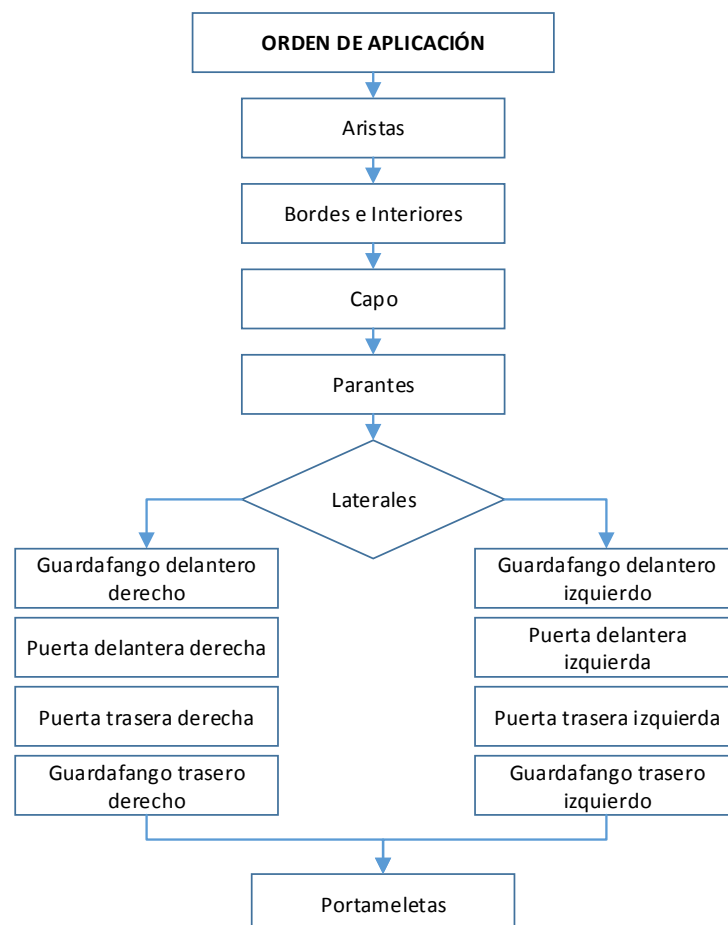 ORDEN DE APLICACIÓN
Aristas
Bordes e Interiores
Capo
Parantes
Laterales
Guardafango delantero
derecho
Puerta delantera derecha
Puerta trasera derecha
Guardafango trasero
derecho
Guardafango delantero
izquierdo
Puerta delantera
izquierda
Puerta trasera izquierda
Guardafango trasero
izquierdo
Portameletas